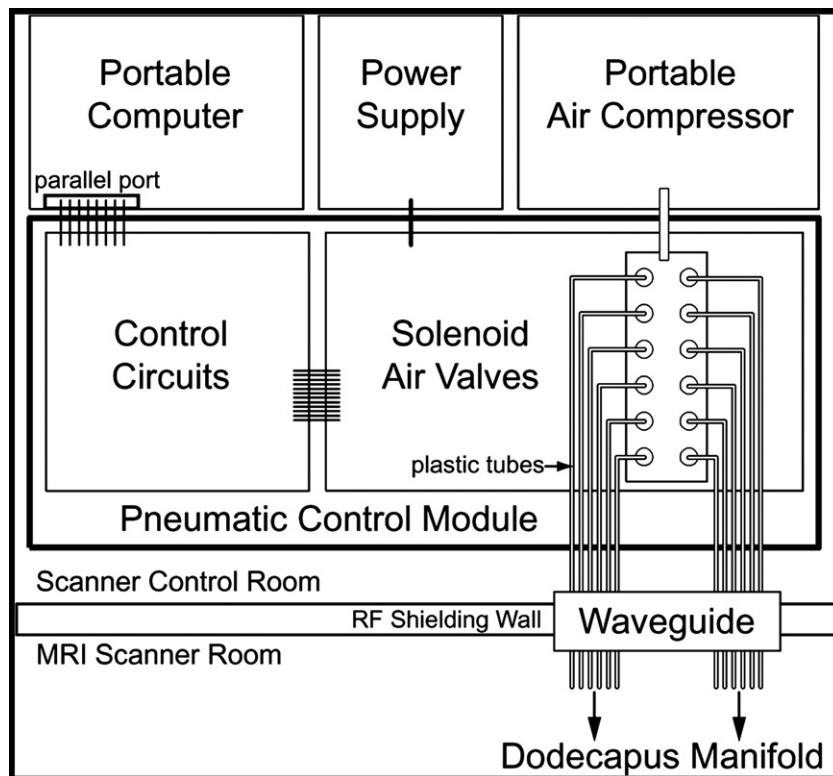 Portable
Computer
Power
Supply
Portable
Air Compressor
parallel port
Control
Circuits
Solenoid
Air Valves
plastic tubes
Pneumatic Control Module
Scanner Control Room
RF Shielding Wall
Waveguide
MRI Scanner Room
Dodecapus Manifold